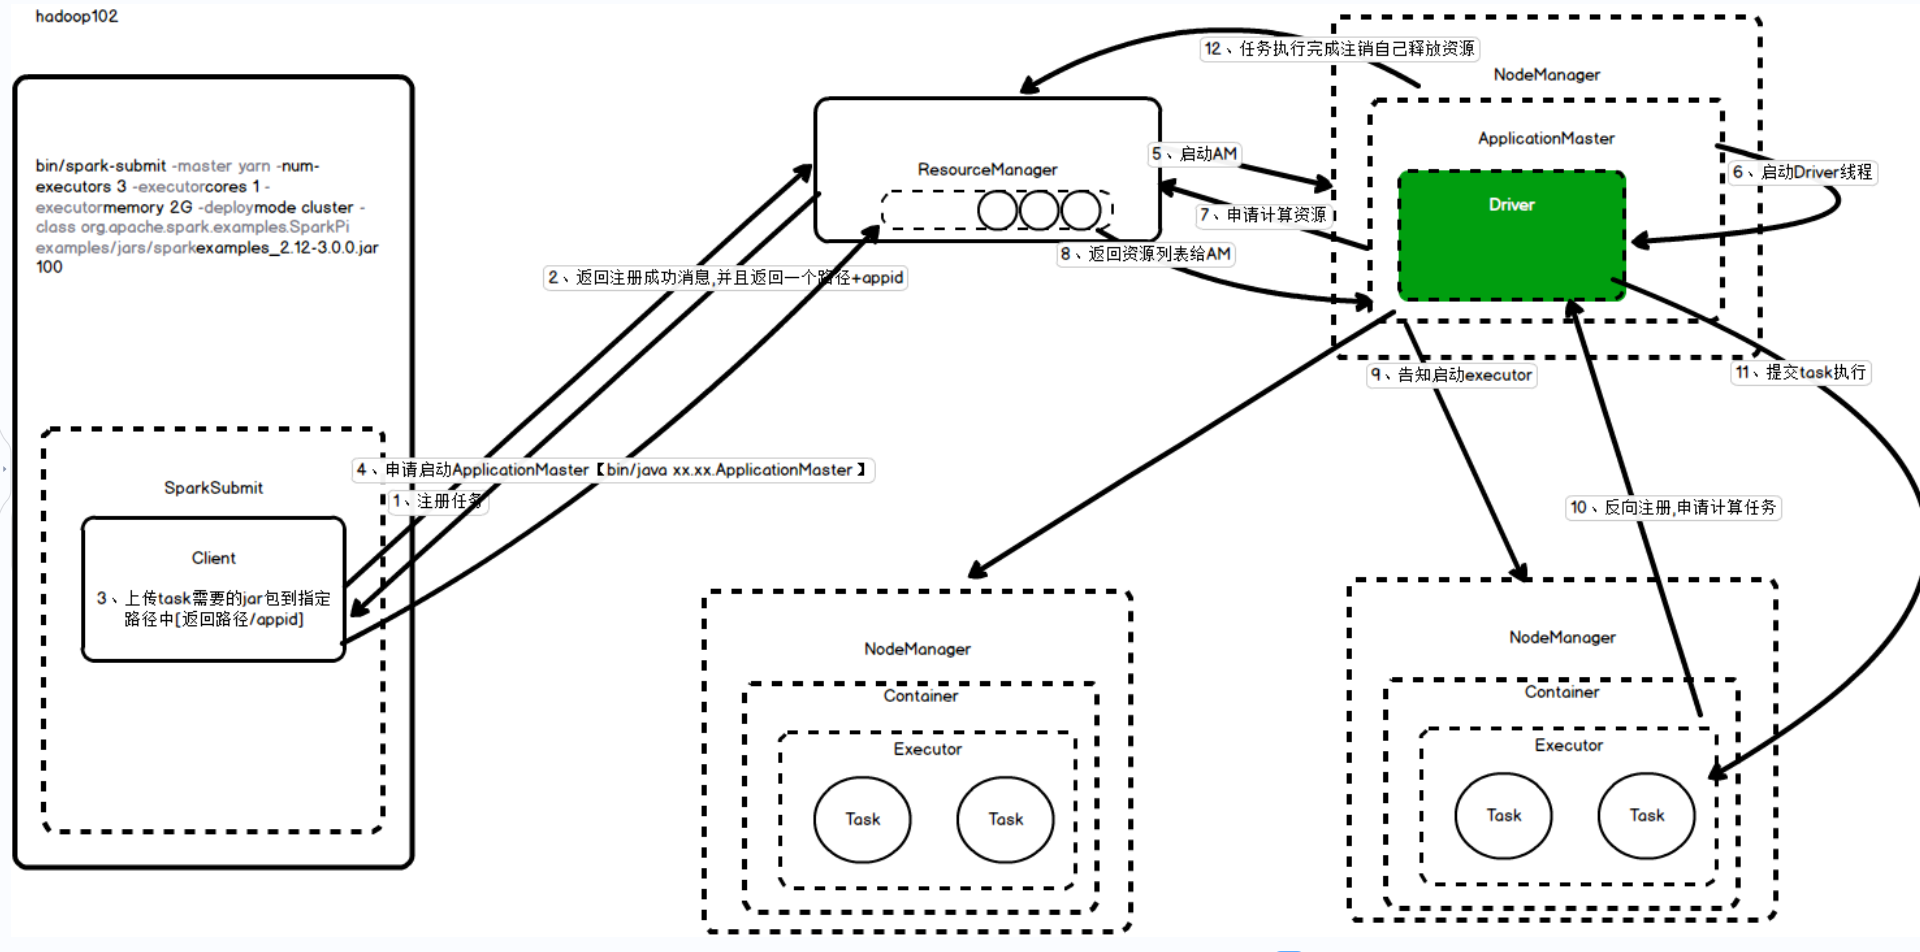 hadoop102
bin/spark-submit -master yarn -num-
executors 3 -executorcores 1 -
executormemory 2G -deploymode cluster -
class org.apache.spark.examples.SparkPi
examples/jars/sparkexamples_2.12-3.0.0.jar
100
SparkSubmit
Client
3、上传task需要的jar包到指定
路径中[返回路径/appid]
1、注册任务
2、返回注册成功消息,并且返回一个路径+appid
4、申请启动ApplicationMaster【bin/java xx.xx.ApplicationMaster 】
ResourceManager
5、启动AM
7、申请计算资源
8、返回资源列表给AM
12、任务执行完成注销自己释放资源
NodeManager
ApplicationMaster
Driver
6、启动Driver线程
9、告知启动executor
11、提交task执行
10、反向注册,申请计算任务
NodeManager
Container
Executor
Task
Task
NodeManager
Container
Executor
Task
Task